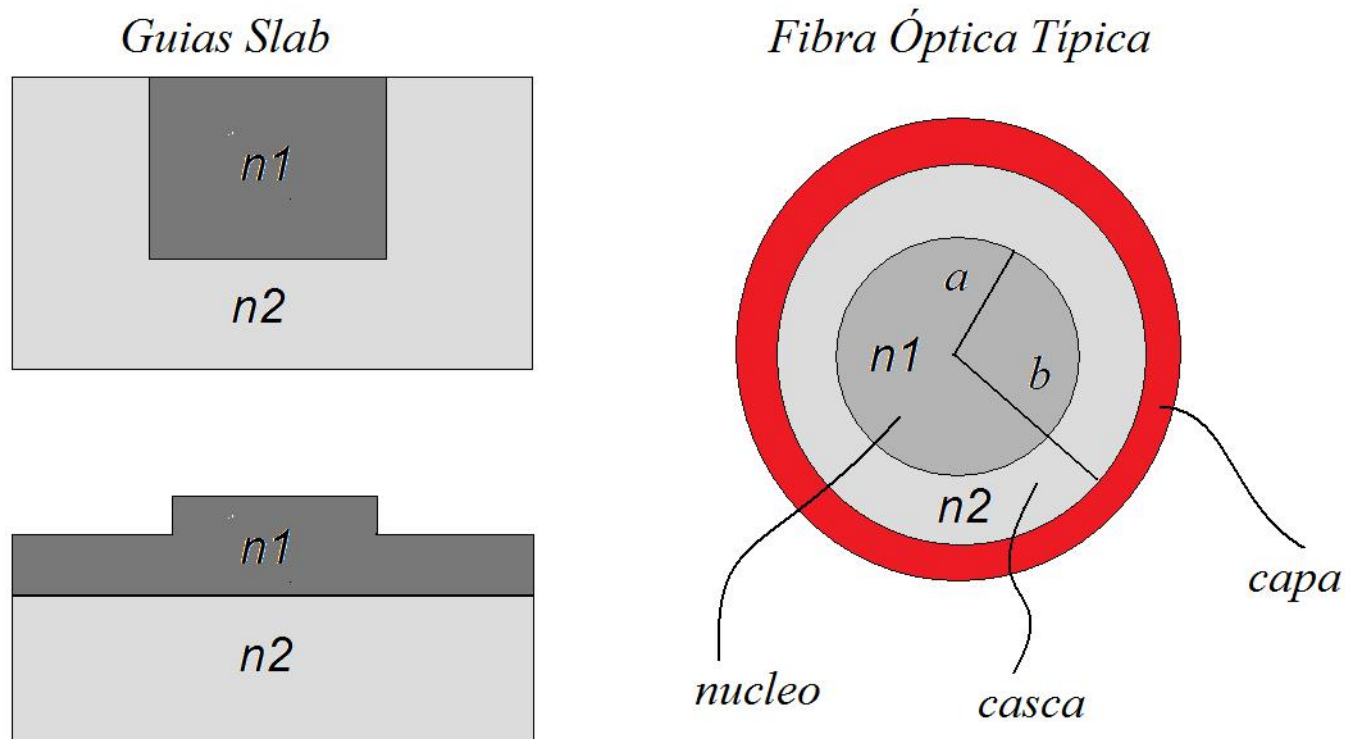 Guias Slab
n1
n2
n1
n2
Fibra Óptica Típica
a
n1
b
n2
capa
nucleo
casca